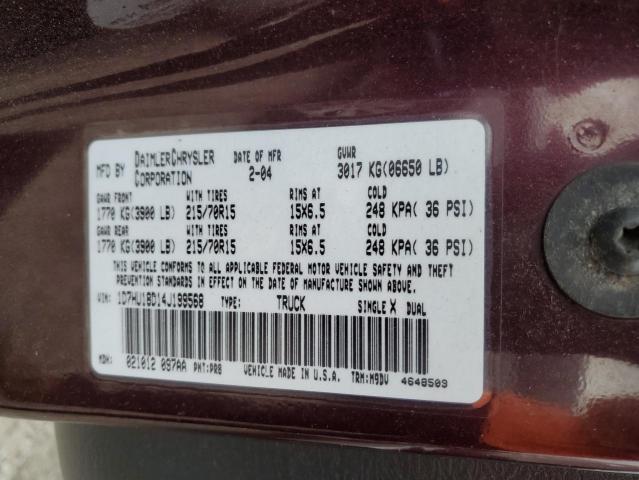 MFD BY DAIMLERCHRYSLER CORPORATION DATE OF MFR 2-04 GVWR 3017 KG(06650 LB)
GAWR FRONT WITH TIRES RIMS AT COLD
1770 KG(3900 LB) 215/70R15 15X6.5 248 KPA( 36 PSI)
GAWR REAR WITH TIRES RIMS AT COLD
1770 KG(3900 LB) 215/70R15 15X6.5 248 KPA( 36 PSI)
THIS VEHICLE CONFORMS TO ALL APPLICABLE FEDERAL MOTOR VEHICLE SAFETY AND THEFT
PREVENTION STANDARDS IN EFFECT ON THE DATE OF MANUFACTURE SHOWN ABOVE.
VIN: 1D7HU18D14J199568 TYPE: TRUCK SINGLE X DUAL
MDH: 021012 097AA PNT:PR8 VEHICLE MADE IN U.S.A. TRM:M9DV 4648503